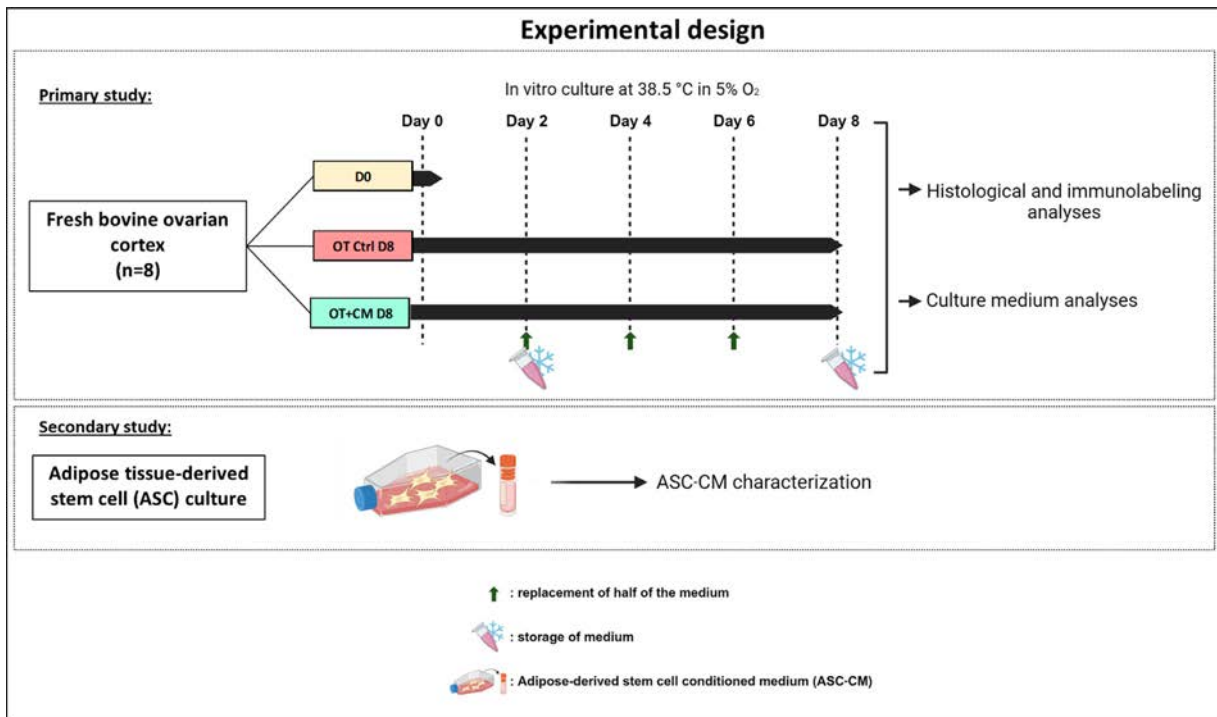 Experimental design
Primary study:
In vitro culture at 38.5 °C in 5% O₂
Day 0
Day 2
Day 4
Day 6
Day 8
D0
Fresh bovine ovarian
cortex
(n=8)
OT Ctrl D8
OT+CM D8
Histological and immunolabeling
analyses
Culture medium analyses
Secondary study:
Adipose tissue-derived
stem cell (ASC) culture
ASC-CM characterization
: replacement of half of the medium
: storage of medium
: Adipose-derived stem cell conditioned medium (ASC-CM)